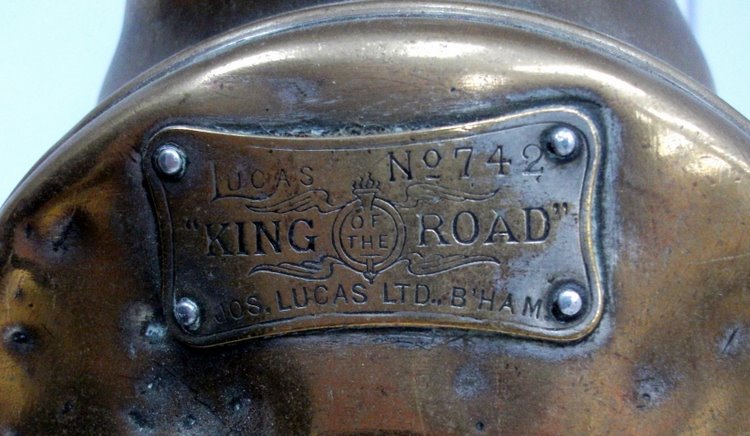 LUCAS No 742
"KING OF THE ROAD"
JOS. LUCAS LTD., B'HAM